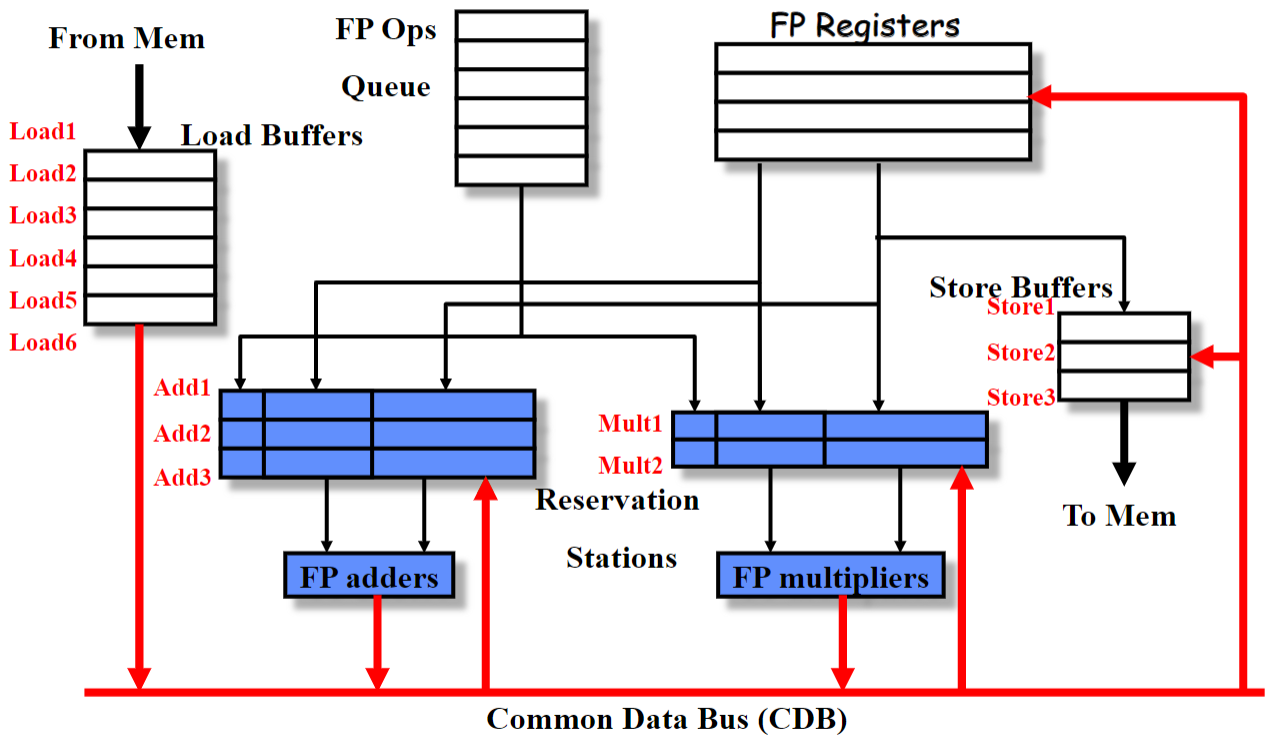 From Mem
FP Ops
Queue
FP Registers
Load Buffers
Load1
Load2
Load3
Load4
Load5
Load6
Store Buffers
Store1
Store2
Store3
To Mem
Add1
Add2
Add3
Mult1
Mult2
Reservation
Stations
FP adders
FP multipliers
Common Data Bus (CDB)